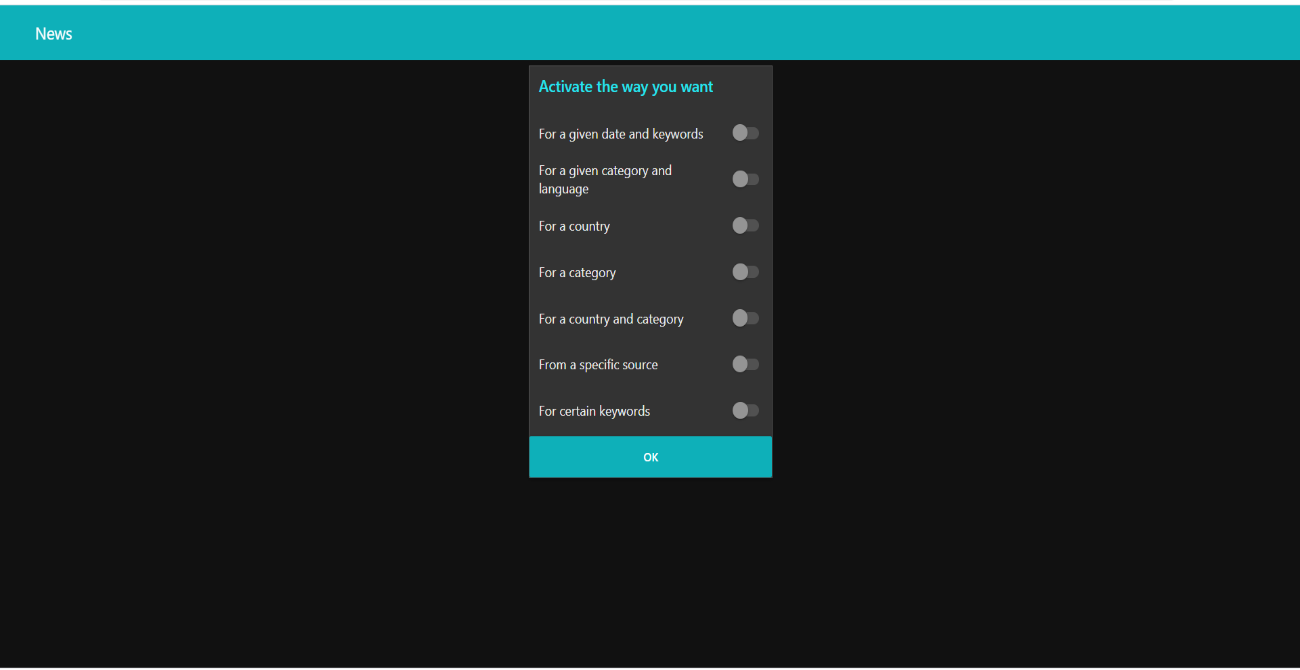 News
Activate the way you want
For a given date and keywords
For a given category and
language
For a country
For a category
For a country and category
From a specific source
For certain keywords
OK